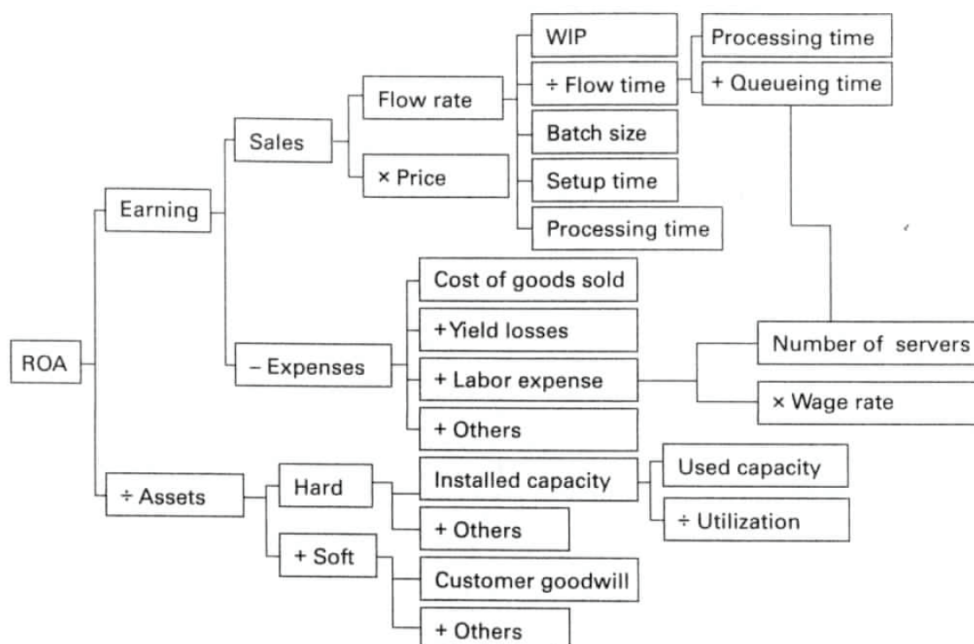 WIP
Processing time
÷ Flow time
+ Queueing time
Flow rate
Sales
Batch size
× Price
Setup time
Earning
Processing time
Cost of goods sold
+Yield losses
Number of servers
ROA
– Expenses
+ Labor expense
× Wage rate
+ Others
Used capacity
Hard
Installed capacity
÷ Assets
÷ Utilization
+ Others
+ Soft
Customer goodwill
+ Others